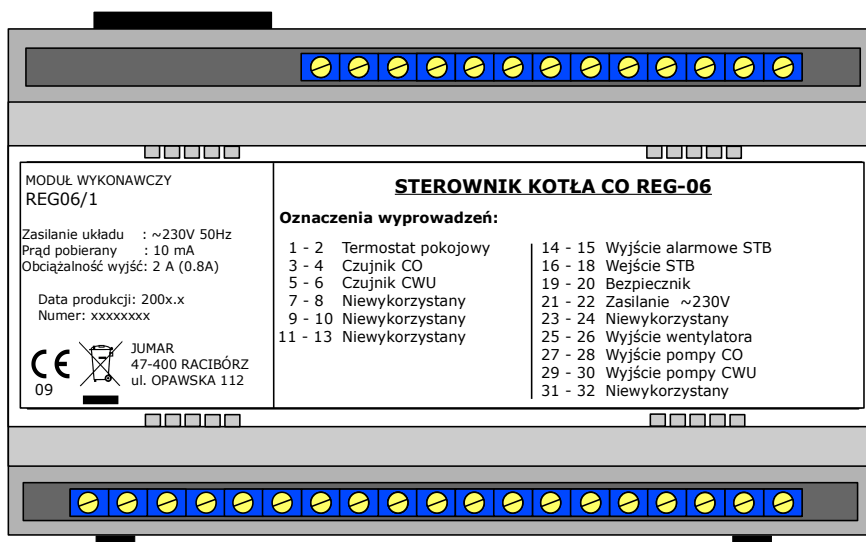 MODUŁ WYKONAWCZY
REG06/1
Zasilanie układu : ~230V 50Hz
Prąd pobierany : 10 mA
Obciążalność wyjść: 2 A (0.8A)
Data produkcji: 200x.x
Numer: xxxxxxxx
CE
09
JUMAR
47-400 RACIBÓRZ
ul. OPAWSKA 112
STEROWNIK KOTŁA CO REG-06
Oznaczenia wyprowadzeń:
1 - 2 Termostat pokojowy
3 - 4 Czujnik CO
5 - 6 Czujnik CWU
7 - 8 Niewykorzystany
9 - 10 Niewykorzystany
11 - 13 Niewykorzystany
14 - 15 Wyjście alarmowe STB
16 - 18 Wejście STB
19 - 20 Bezpiecznik
21 - 22 Zasilanie ~230V
23 - 24 Niewykorzystany
25 - 26 Wyjście wentylatora
27 - 28 Wyjście pompy CO
29 - 30 Wyjście pompy CWU
31 - 32 Niewykorzystany